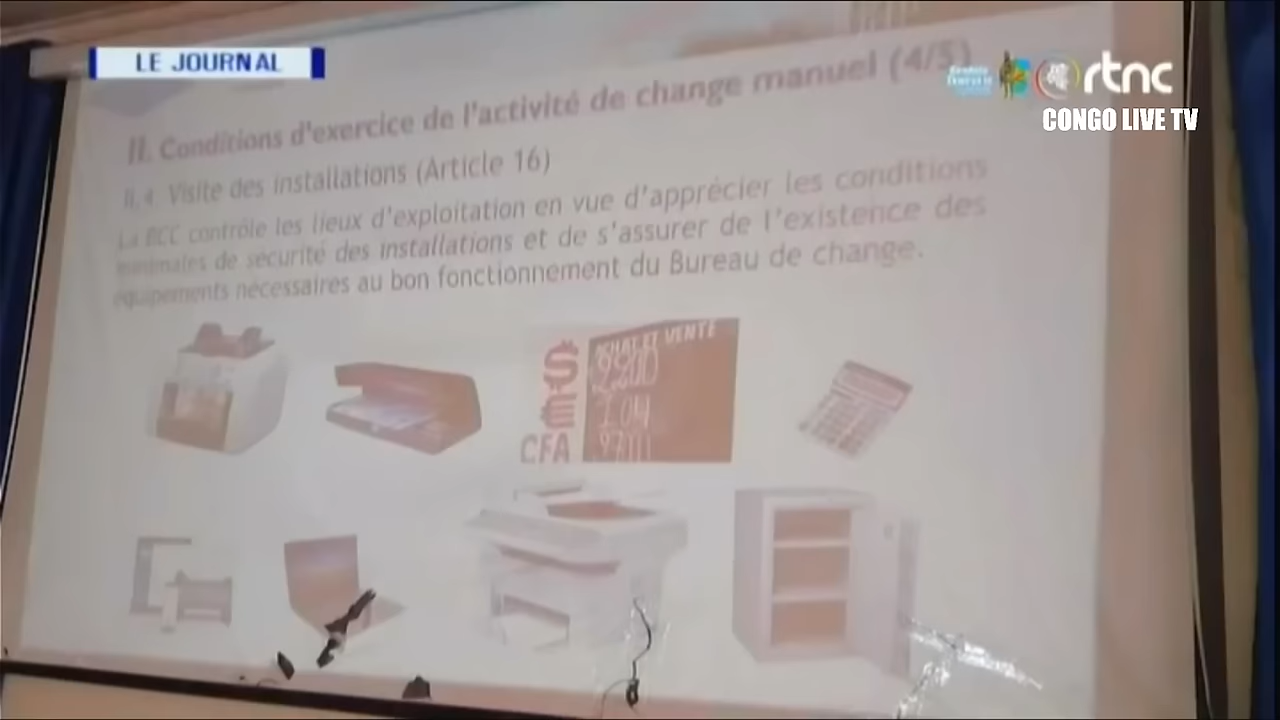 LE JOURNAL
rtnc
CONGO LIVE TV
II. Conditions d'exercice de l'activité de change manuel (4/5)
II.4 Visite des installations (Article 16)
La BCC contrôle les lieux d'exploitation en vue d'apprécier les conditions
minimales de sécurité des installations et de s'assurer de l'existence des
équipements nécessaires au bon fonctionnement du Bureau de change.
ACHAT ET VENTE
$
€
CFA